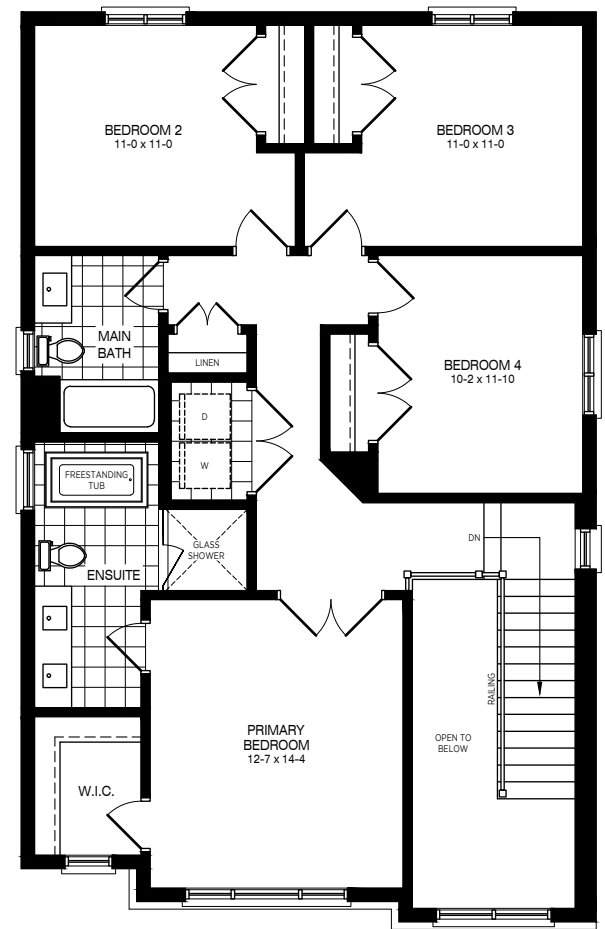 BEDROOM 2
11-0 x 11-0
BEDROOM 3
11-0 x 11-0
MAIN
BATH
LINEN
BEDROOM 4
10-2 x 11-10
D
W
FREESTANDING
TUB
GLASS
SHOWER
ENSUITE
DN
RAILING
PRIMARY
BEDROOM
12-7 x 14-4
OPEN TO
BELOW
W.I.C.